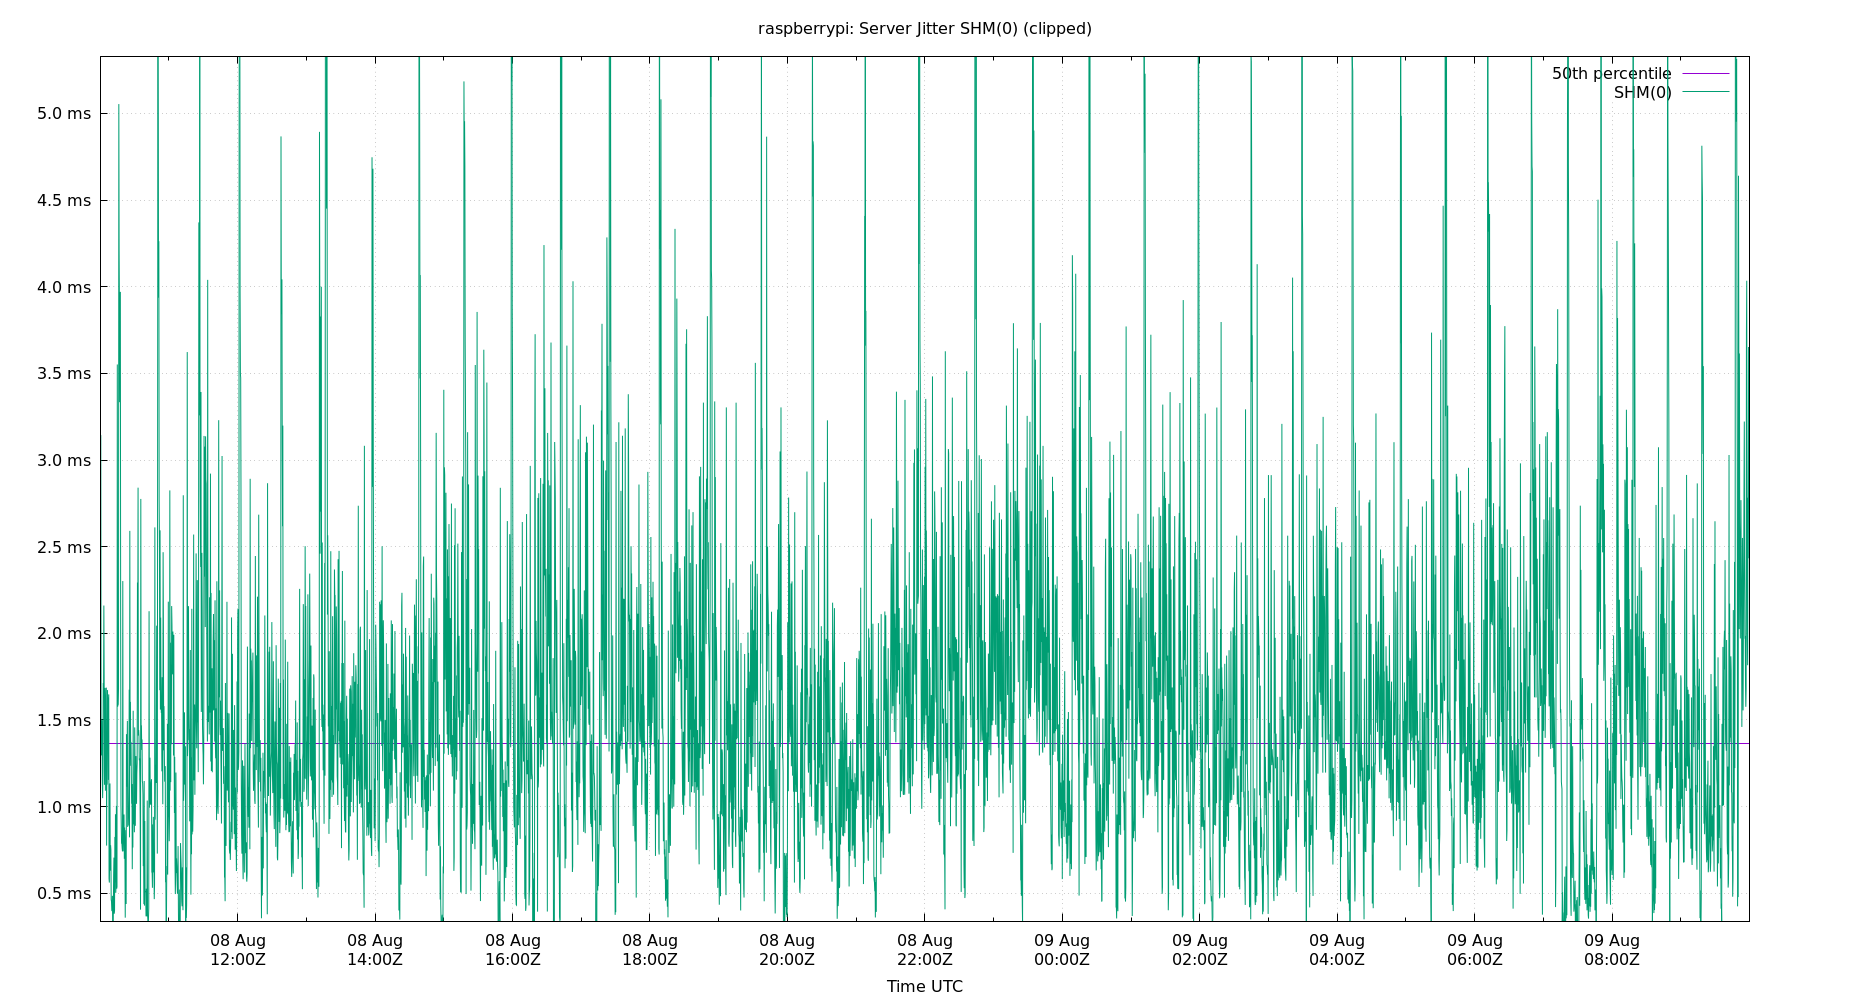 raspberrypi: Server Jitter SHM(0) (clipped)
50th percentile
SHM(0)
5.0 ms
4.5 ms
4.0 ms
3.5 ms
3.0 ms
2.5 ms
2.0 ms
1.5 ms
1.0 ms
0.5 ms
08 Aug 08 Aug 08 Aug 08 Aug 08 Aug 08 Aug 09 Aug 09 Aug 09 Aug 09 Aug 09 Aug
12:00Z 14:00Z 16:00Z 18:00Z 20:00Z 22:00Z 00:00Z 02:00Z 04:00Z 06:00Z 08:00Z
Time UTC